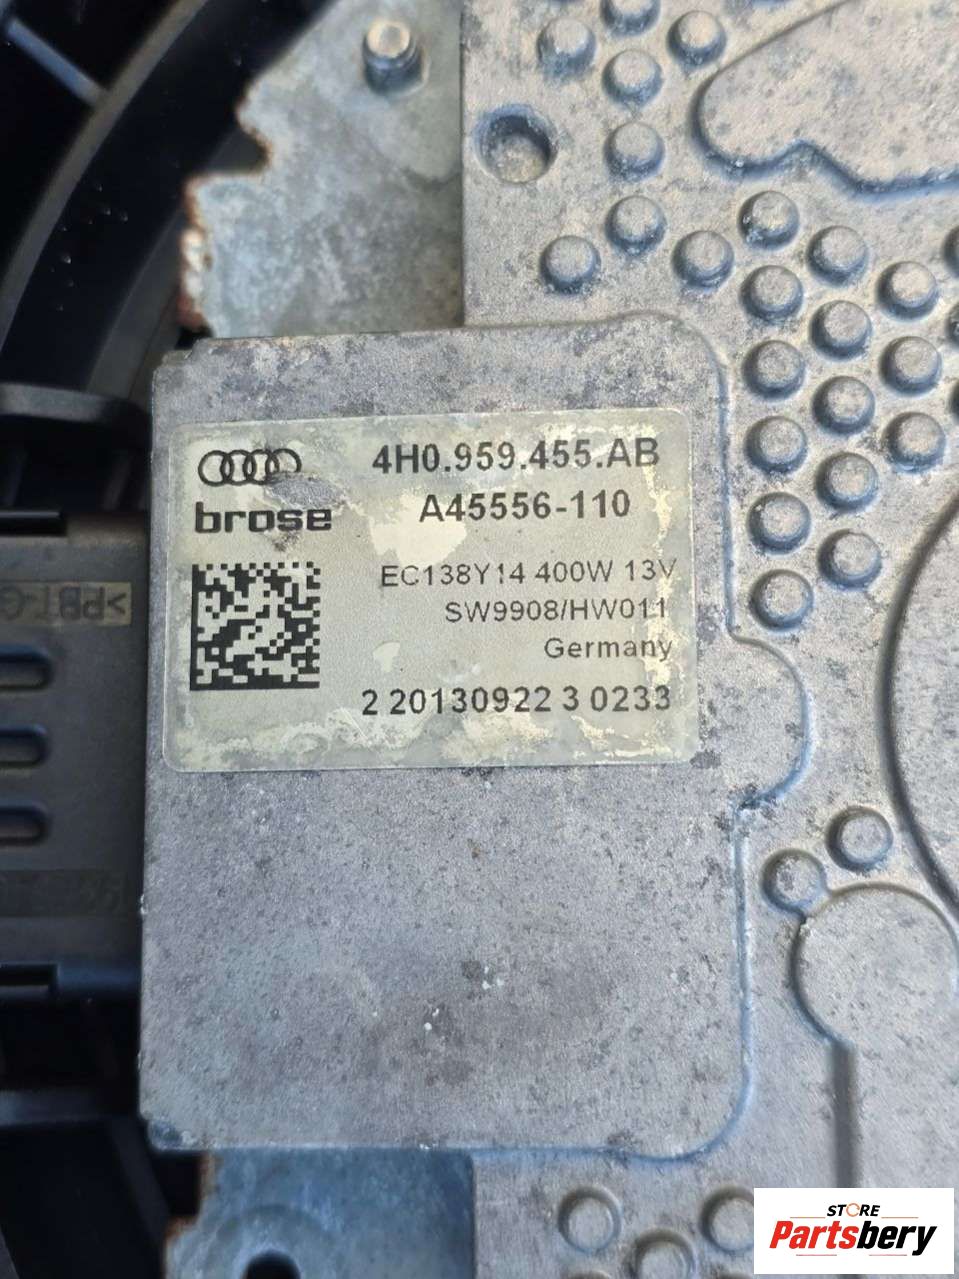 4H0.959.455.AB
brose
A45556-110
EC138Y14 400W 13V
SW9908/HW011
Germany
2 20130922 3 0233
>PBT-G
STORE
Partsbery